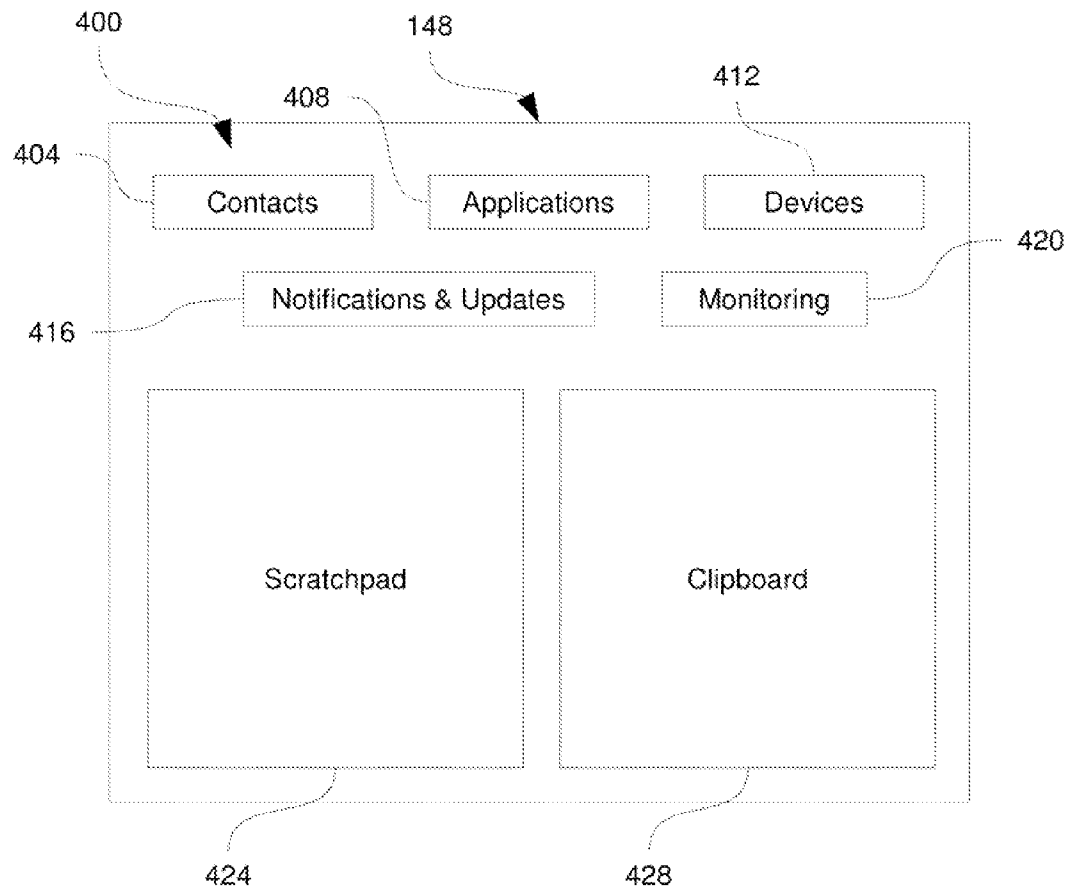 400
148
412
408
404
Contacts
Applications
Devices
420
Notifications & Updates
Monitoring
416
Scratchpad
Clipboard
424
428